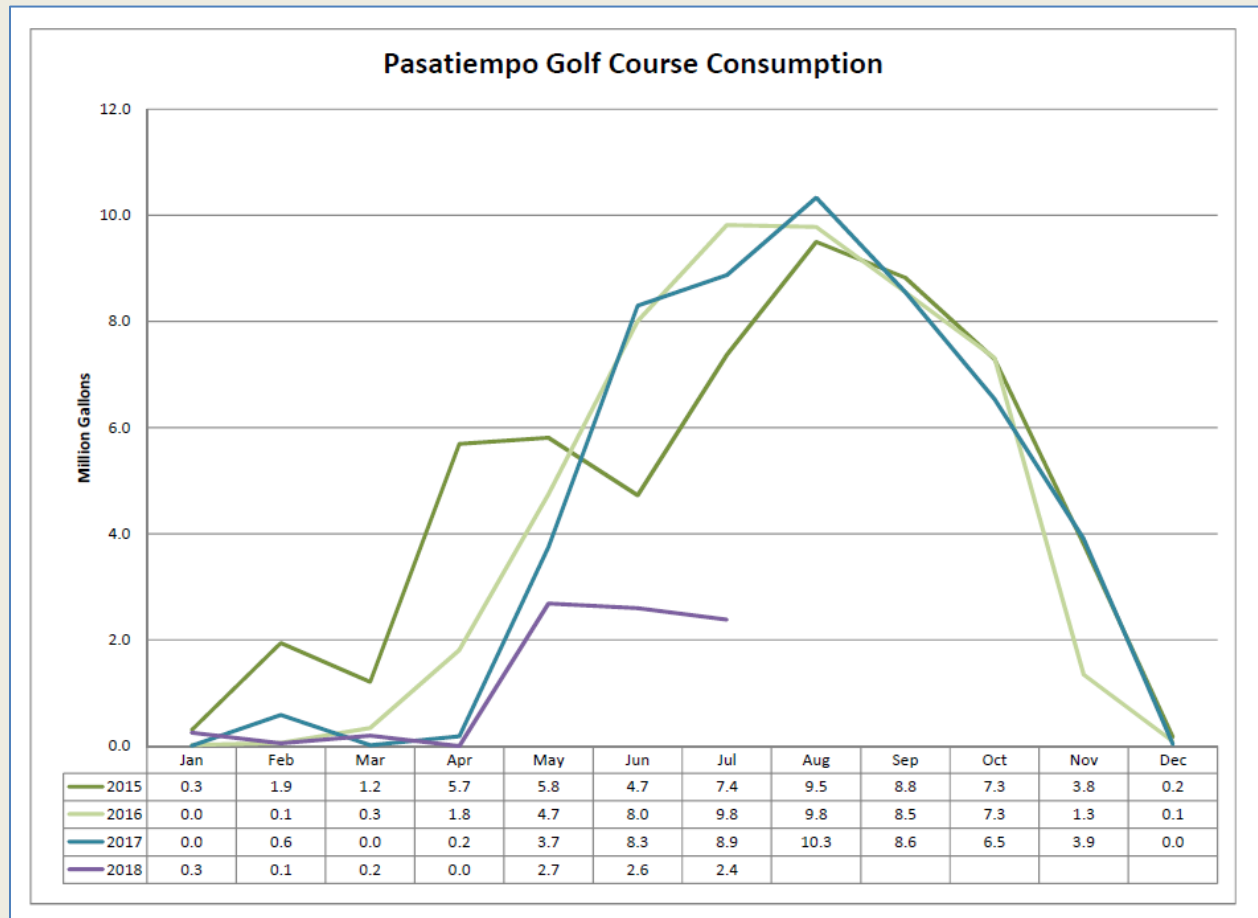 Pasatiempo Golf Course Consumption
12.0
10.0
8.0
6.0
4.0
2.0
0.0
Million Gallons
Jan Feb Mar Apr May Jun Jul Aug Sep Oct Nov Dec
2015 0.3 1.9 1.2 5.7 5.8 4.7 7.4 9.5 8.8 7.3 3.8 0.2
2016 0.0 0.1 0.3 1.8 4.7 8.0 9.8 9.8 8.5 7.3 1.3 0.1
2017 0.0 0.6 0.0 0.2 3.7 8.3 8.9 10.3 8.6 6.5 3.9 0.0
2018 0.3 0.1 0.2 0.0 2.7 2.6 2.4